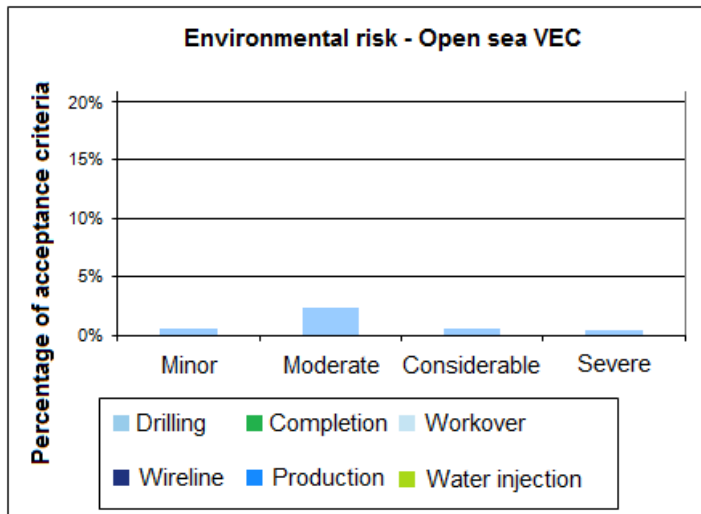 Environmental risk - Open sea VEC
Percentage of acceptance criteria
20%
15%
10%
5%
0%
Minor Moderate Considerable Severe
Drilling Completion Workover
Wireline Production Water injection